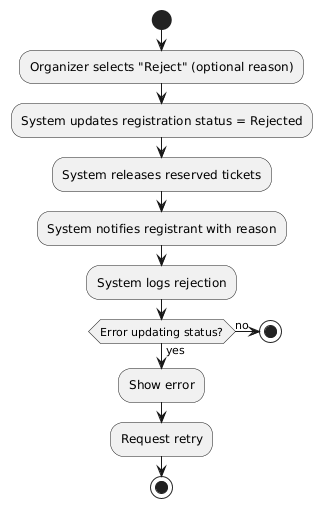 Organizer selects "Reject" (optional reason)
System updates registration status = Rejected
System releases reserved tickets
System notifies registrant with reason
System logs rejection
Error updating status?
no
yes
Show error
Request retry